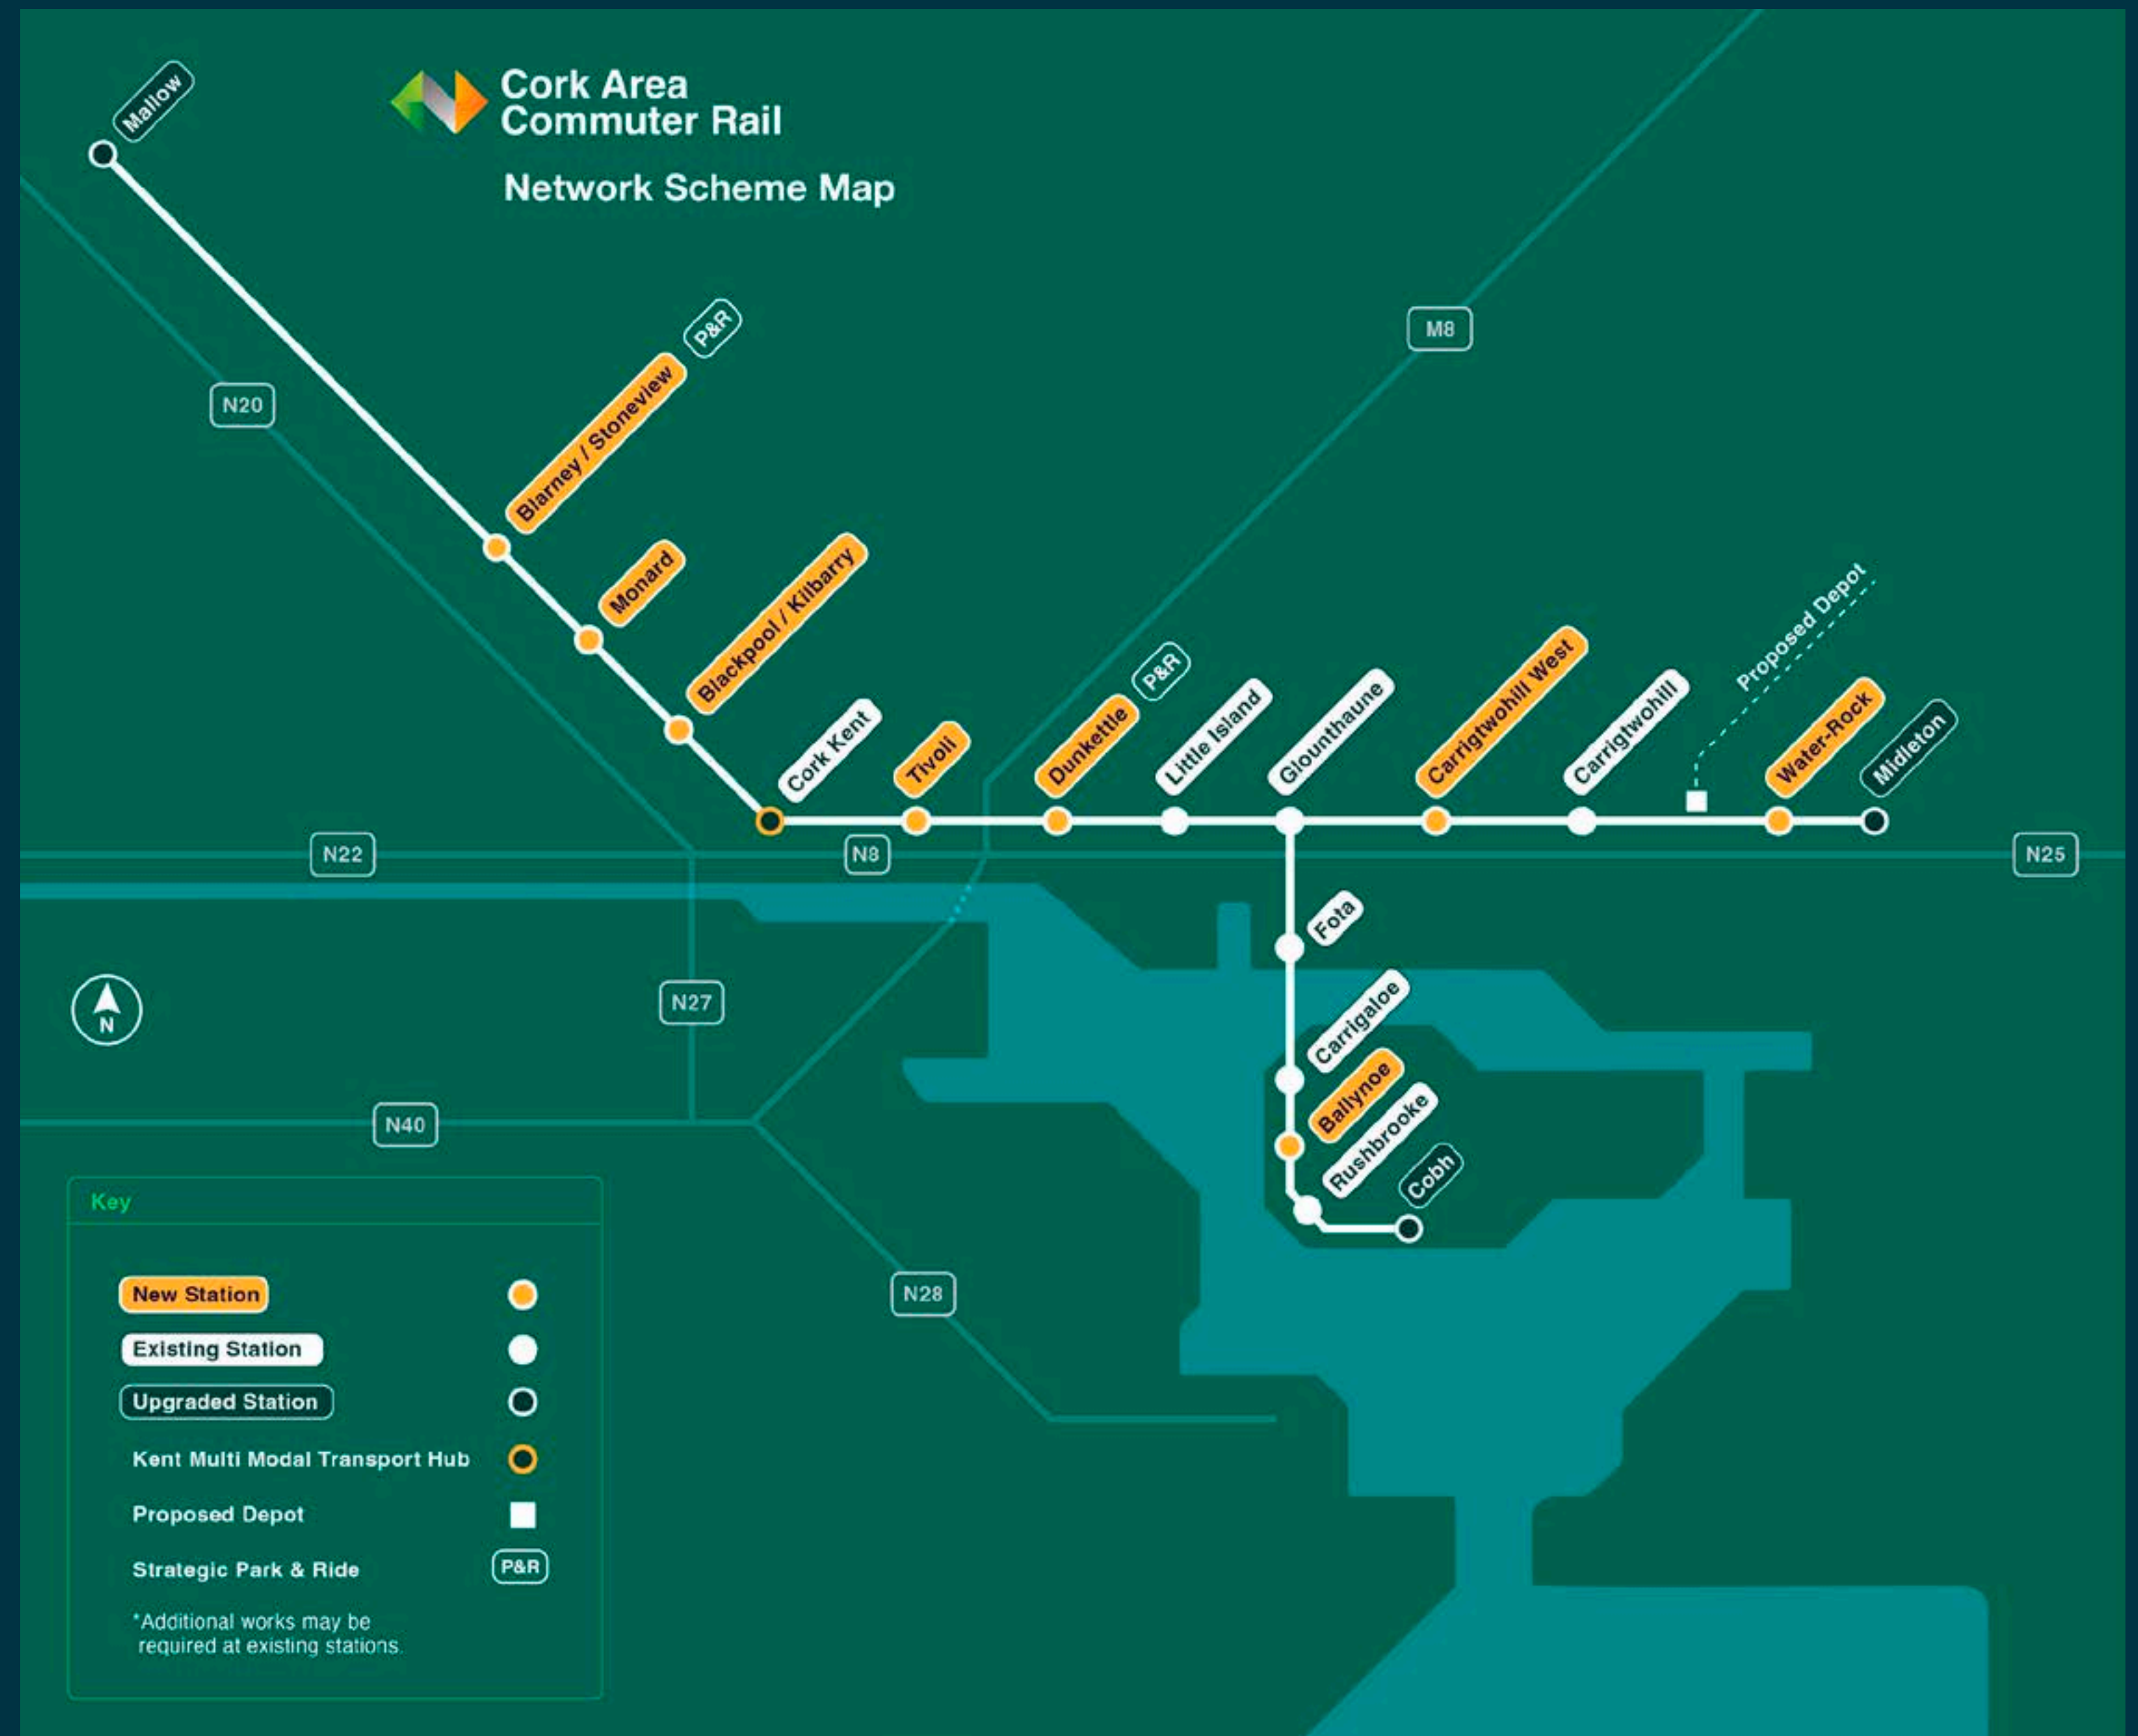 Cork Area
Commuter Rail
Network Scheme Map
Mallow
N20
M8
P&R
Blarney / Stoneview
Monard
Blackpool / Kilbarry
Cork Kent
Tivoli
Dunkettle
P&R
Little Island
Glounthaune
Carrigtwohill West
Carrigtwohill
Proposed Depot
Water-Rock
Midleton
N22
N8
N25
Fota
Carrigaloe
Ballynoe
Rushbrooke
Cobh
N
N27
N40
N28
Key
New Station
Existing Station
Upgraded Station
Kent Multi Modal Transport Hub
Proposed Depot
Strategic Park & Ride P&R
*Additional works may be
required at existing stations.